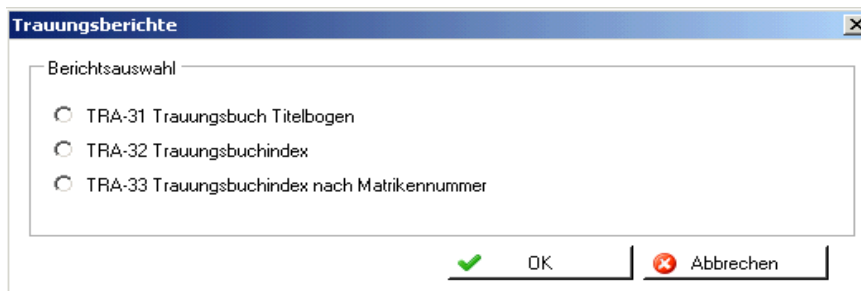 Trauungsberichte
Berichtsauswahl
TRA-31 Trauungsbuch Titelbogen
TRA-32 Trauungsbuchindex
TRA-33 Trauungsbuchindex nach Matrikennummer
OK Abbrechen